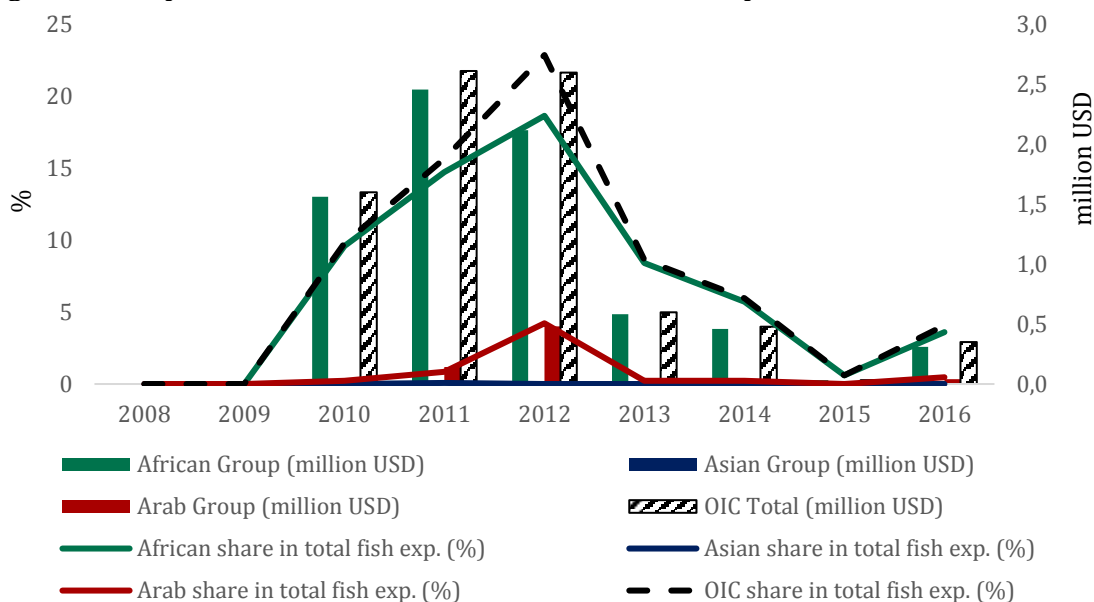 25
20
15
10
5
0
%
3,0
2,5
2,0
1,5
1,0
0,5
0,0
million USD
2008 2009 2010 2011 2012 2013 2014 2015 2016
African Group (million USD) Asian Group (million USD)
Arab Group (million USD) OIC Total (million USD)
African share in total fish exp. (%) Asian share in total fish exp. (%)
Arab share in total fish exp. (%) OIC share in total fish exp. (%)